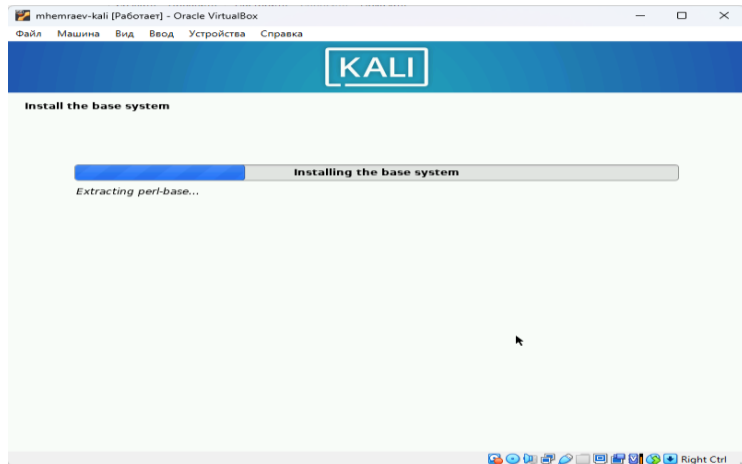 mhemraev-kali [Работает] - Oracle VirtualBox
Файл Машина Вид Ввод Устройства Справка
KALI
Install the base system
Installing the base system
Extracting perl-base...
Right Ctrl